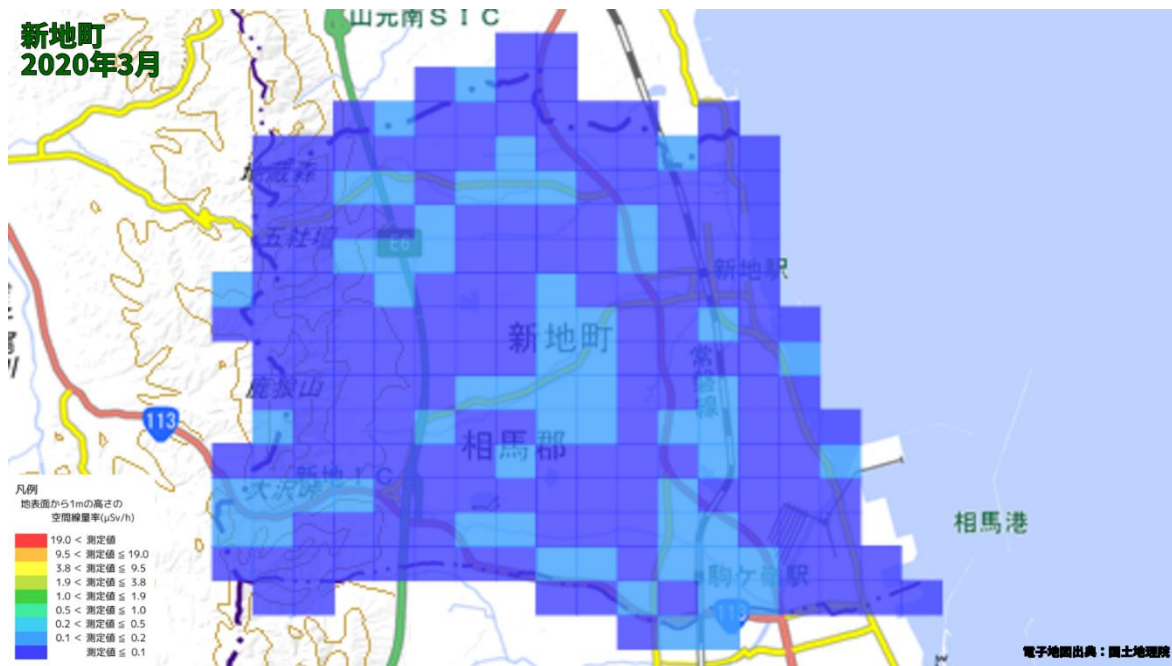 新地町
2020年3月
山元南ＳＩＣ
地蔵森
五社壇
E6
新地駅
新地町
常磐線
鹿狼山
113
相馬郡
新地ＩＣ
大沢峠
相馬港
駒ケ嶺駅
113
凡例
地表面から1mの高さの
空間線量率(μSv/h)
19.0 < 測定値
9.5 < 測定値 ≦ 19.0
3.8 < 測定値 ≦ 9.5
1.9 < 測定値 ≦ 3.8
1.0 < 測定値 ≦ 1.9
0.5 < 測定値 ≦ 1.0
0.2 < 測定値 ≦ 0.5
0.1 < 測定値 ≦ 0.2
測定値 ≦ 0.1
電子地図出典：国土地理院